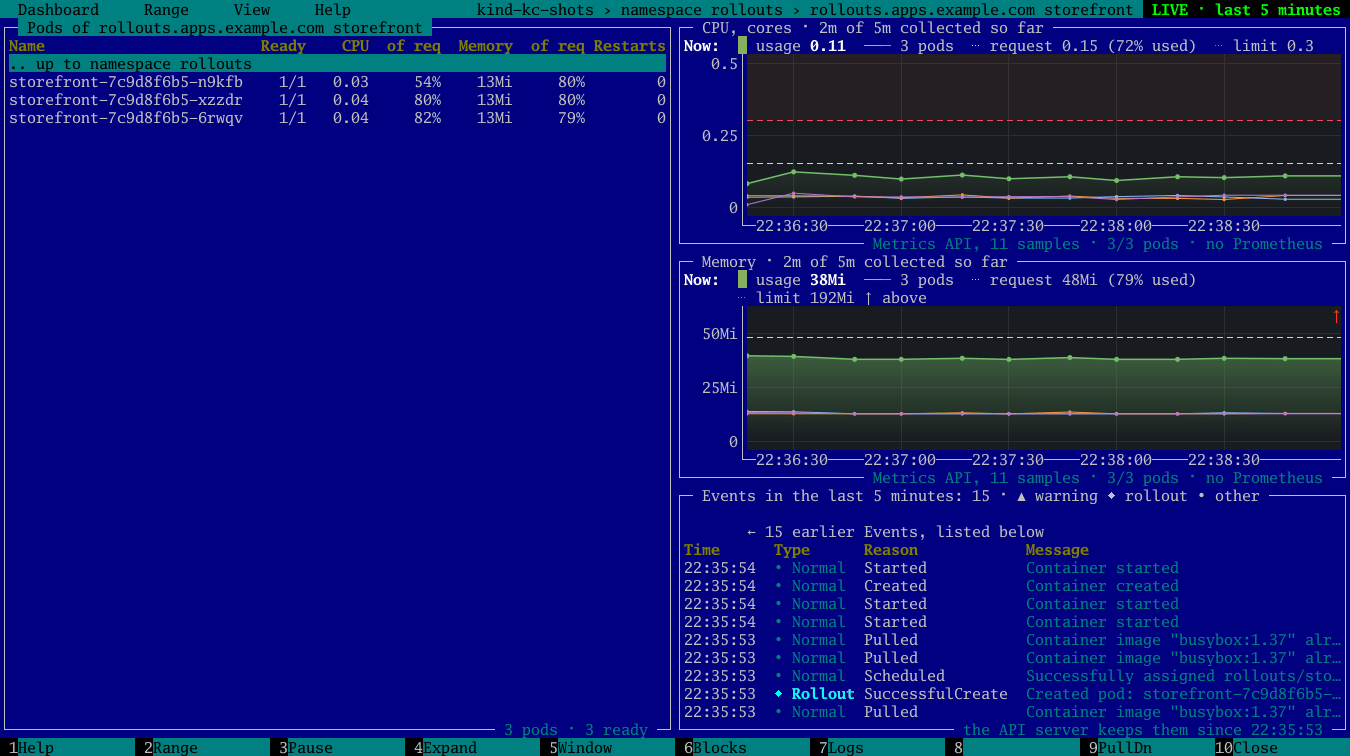 Dashboard Range View Help kind-kc-shots › namespace rollouts › rollouts.apps.example.com storefront LIVE · last 5 minutes
Pods of rollouts.apps.example.com storefront
Name Ready CPU of req Memory of req Restarts
.. up to namespace rollouts
storefront-7c9d8f6b5-n9kfb 1/1 0.03 54% 13Mi 80% 0
storefront-7c9d8f6b5-xzzdr 1/1 0.04 80% 13Mi 80% 0
storefront-7c9d8f6b5-6rwqv 1/1 0.04 82% 13Mi 79% 0
3 pods · 3 ready
CPU, cores · 2m of 5m collected so far
Now: usage 0.11 3 pods request 0.15 (72% used) limit 0.3
0.5
0.25
0
22:36:30 22:37:00 22:37:30 22:38:00 22:38:30
Metrics API, 11 samples · 3/3 pods · no Prometheus
Memory · 2m of 5m collected so far
Now: usage 38Mi 3 pods request 48Mi (79% used)
limit 192Mi ↑ above
↑
50Mi
25Mi
0
22:36:30 22:37:00 22:37:30 22:38:00 22:38:30
Metrics API, 11 samples · 3/3 pods · no Prometheus
Events in the last 5 minutes: 15 · ▲ warning ◆ rollout • other
← 15 earlier Events, listed below
Time Type Reason Message
22:35:54 • Normal Started Container started
22:35:54 • Normal Created Container created
22:35:54 • Normal Started Container started
22:35:54 • Normal Started Container started
22:35:53 • Normal Pulled Container image "busybox:1.37" alr…
22:35:53 • Normal Pulled Container image "busybox:1.37" alr…
22:35:53 • Normal Scheduled Successfully assigned rollouts/sto…
22:35:53 ◆ Rollout SuccessfulCreate Created pod: storefront-7c9d8f6b5-…
22:35:53 • Normal Pulled Container image "busybox:1.37" alr…
the API server keeps them since 22:35:53
1Help 2Range 3Pause 4Expand 5Window 6Blocks 7Logs 8 9PullDn 10Close